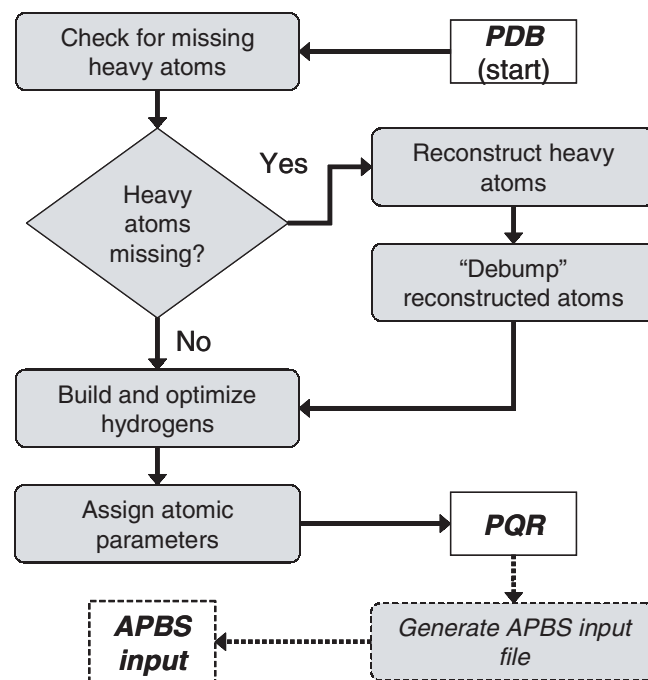 Check for missing
heavy atoms
PDB
(start)
Heavy
atoms
missing?
Yes
Reconstruct heavy
atoms
“Debump”
reconstructed atoms
No
Build and optimize
hydrogens
Assign atomic
parameters
PQR
Generate APBS input
file
APBS
input